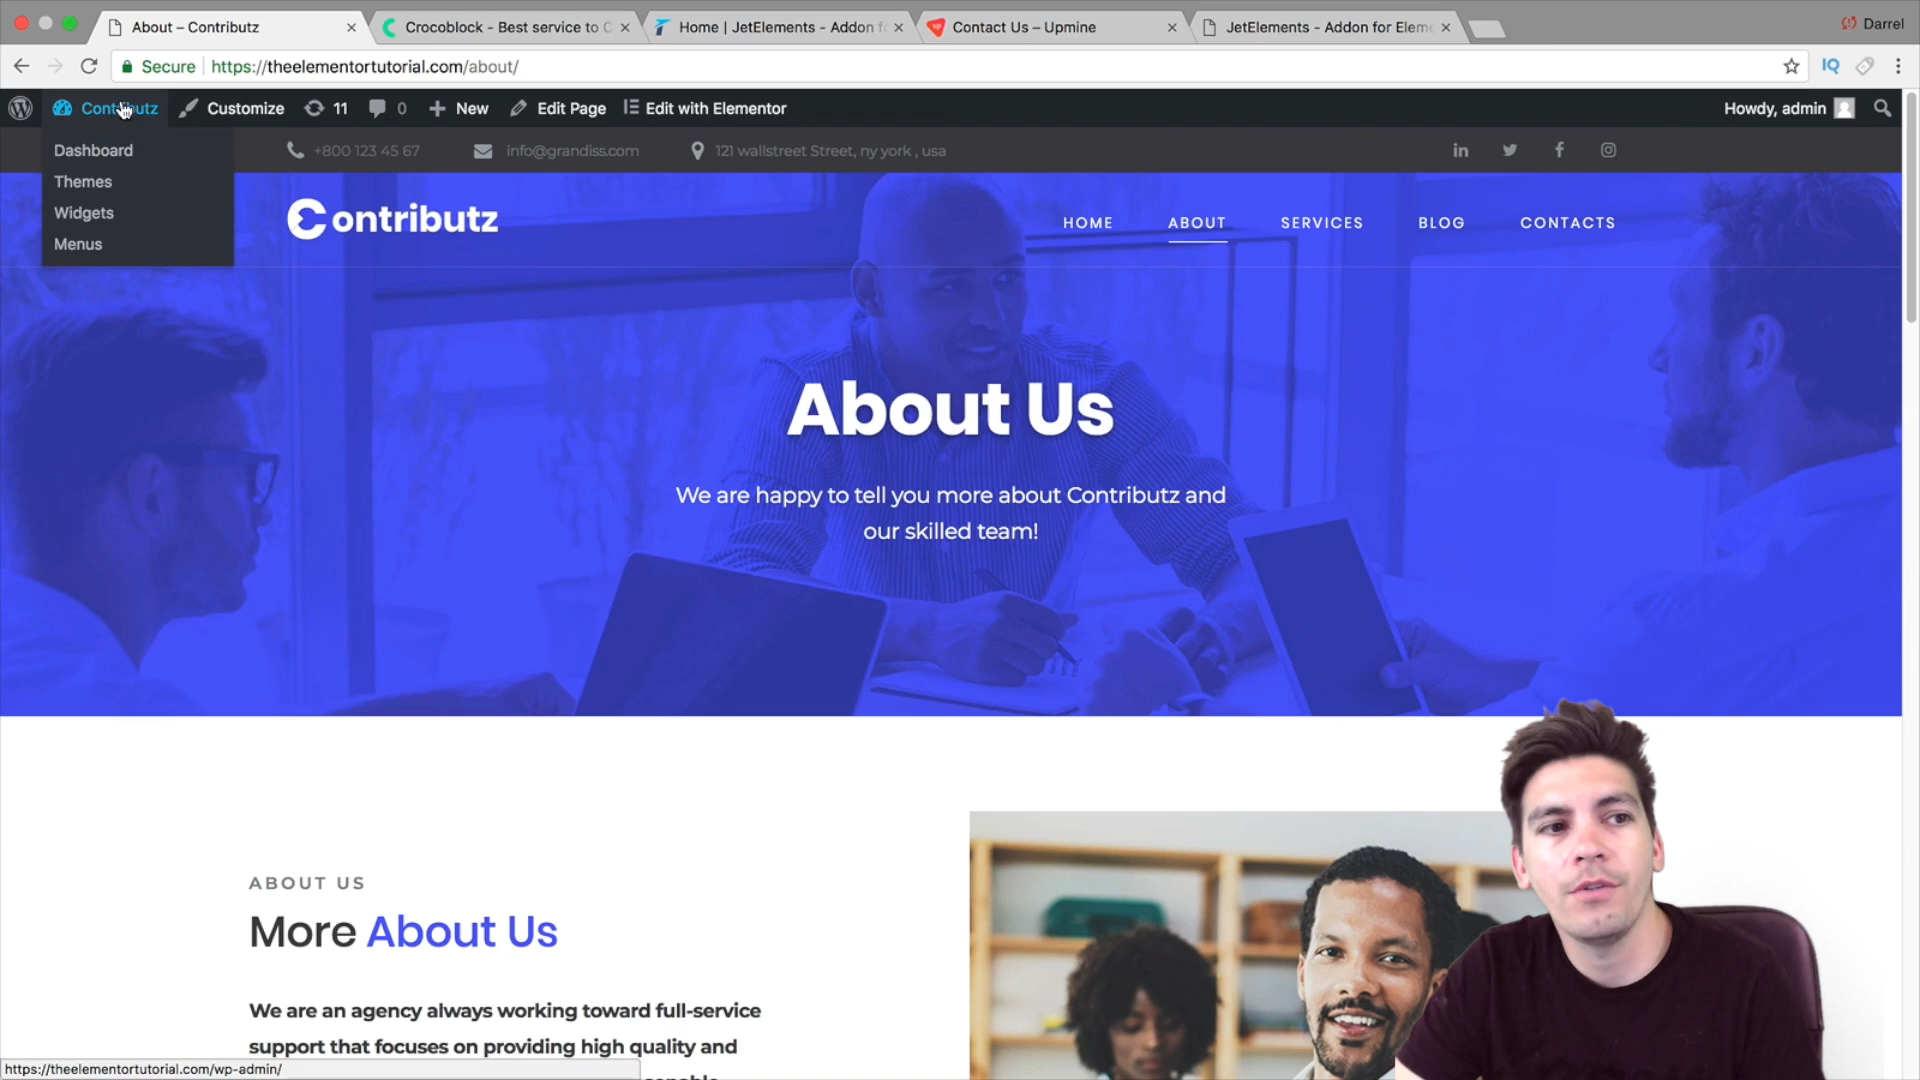 About – Contributz
Crocoblock - Best service to C
Home | JetElements - Addon f
Contact Us – Upmine
JetElements - Addon for Eleme
Darrel
Secure
https://theelementortutorial.com/about/
IQ
Contributz
Customize
11
0
New
Edit Page
Edit with Elementor
Howdy, admin
Dashboard
Themes
Widgets
Menus
+800 123 45 67
info@grandiss.com
121 wallstreet Street, ny york , usa
Contributz
HOME
ABOUT
SERVICES
BLOG
CONTACTS
About Us
We are happy to tell you more about Contributz and
our skilled team!
ABOUT US
More About Us
We are an agency always working toward full-service
support that focuses on providing high quality and
https://theelementortutorial.com/wp-admin/